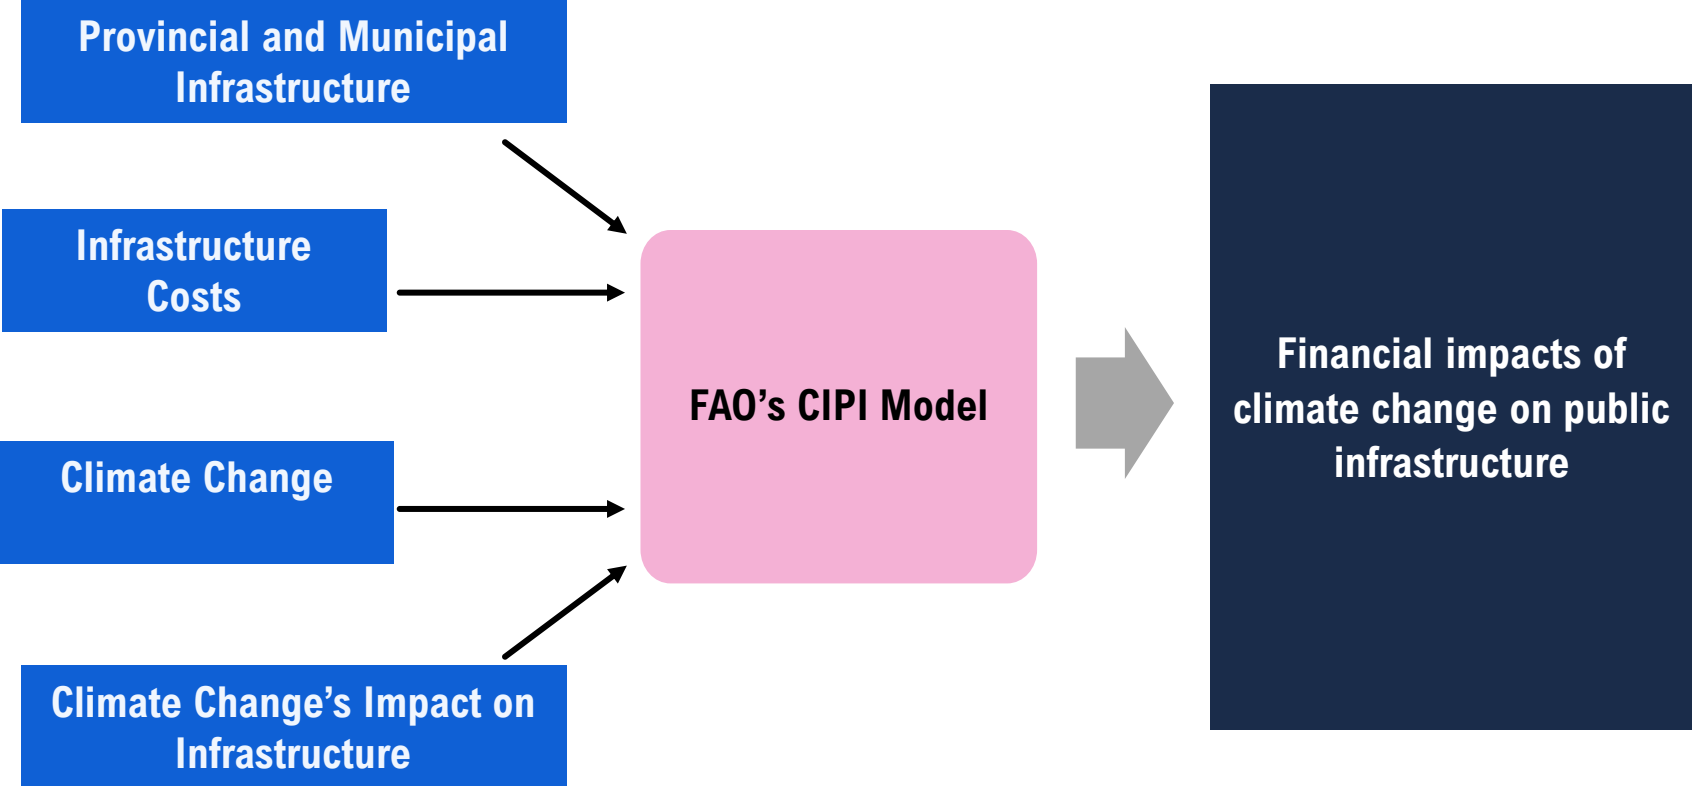 Provincial and Municipal
Infrastructure
Infrastructure
Costs
Climate Change
Climate Change’s Impact on
Infrastructure
FAO’s CIPI Model
Financial impacts of
climate change on public
infrastructure